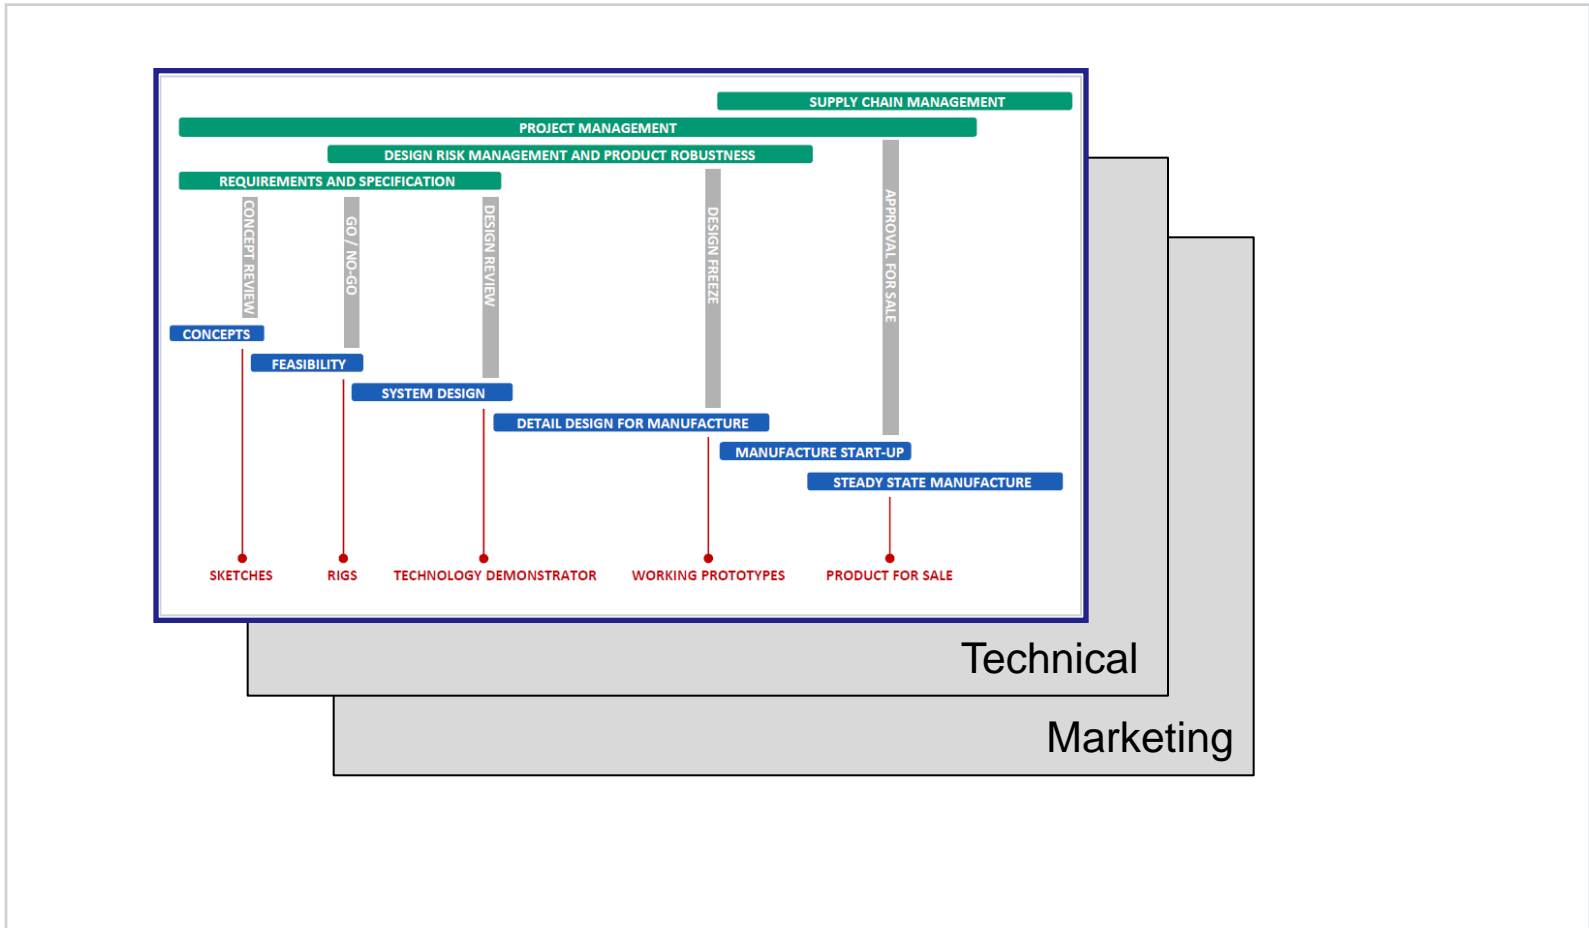 SUPPLY CHAIN MANAGEMENT
PROJECT MANAGEMENT
DESIGN RISK MANAGEMENT AND PRODUCT ROBUSTNESS
REQUIREMENTS AND SPECIFICATION
CONCEPT REVIEW
GO / NO-GO
DESIGN REVIEW
DESIGN FREEZE
APPROVAL FOR SALE
CONCEPTS
FEASIBILITY
SYSTEM DESIGN
DETAIL DESIGN FOR MANUFACTURE
MANUFACTURE START-UP
STEADY STATE MANUFACTURE
SKETCHES
RIGS
TECHNOLOGY DEMONSTRATOR
WORKING PROTOTYPES
PRODUCT FOR SALE
Technical
Marketing